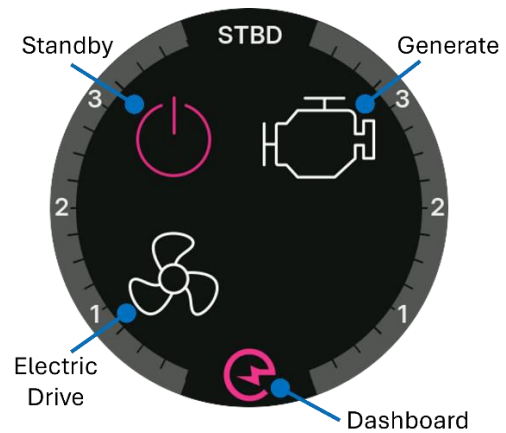 STBD
Standby
Generate
3
3
2
2
1
1
Electric
Drive
Dashboard